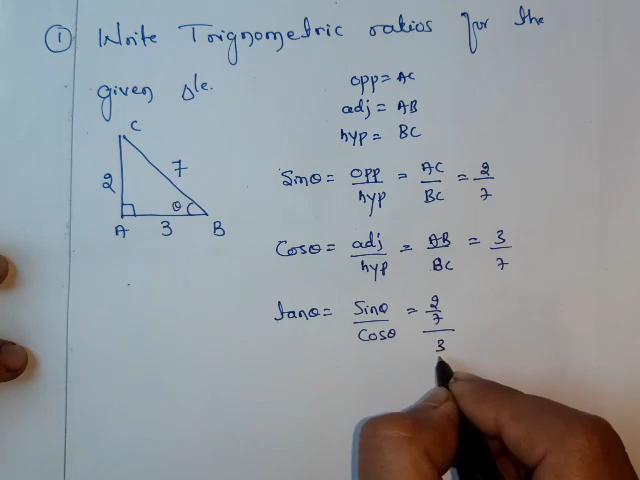 ① Write Trignometric ratios for the
given Δle.
opp = AC
adj = AB
hyp = BC
C
2
7
θ
A 3 B
Sinθ = opp/hyp = AC/BC = 2/7
Cosθ = adj/hyp = AB/BC = 3/7
tanθ = Sinθ/Cosθ = 2/7/3